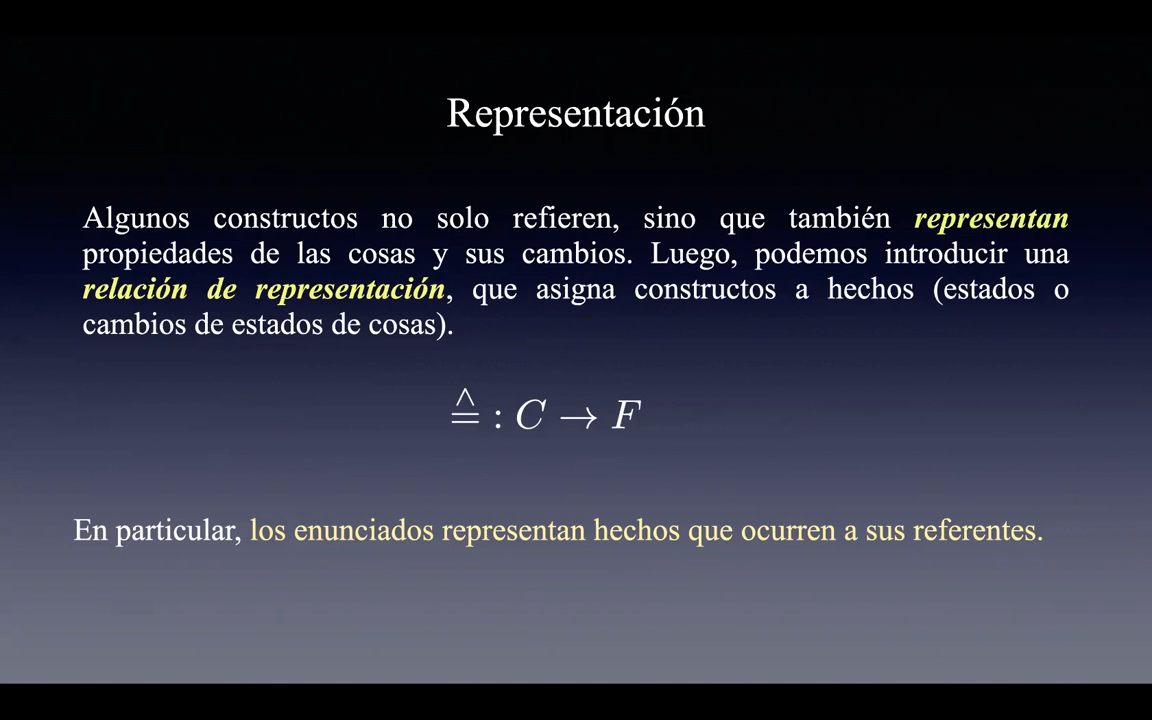 Representación
Algunos constructos no solo refieren, sino que también representan
propiedades de las cosas y sus cambios. Luego, podemos introducir una
relación de representación, que asigna constructos a hechos (estados o
cambios de estados de cosas).
≙ : C → F
En particular, los enunciados representan hechos que ocurren a sus referentes.